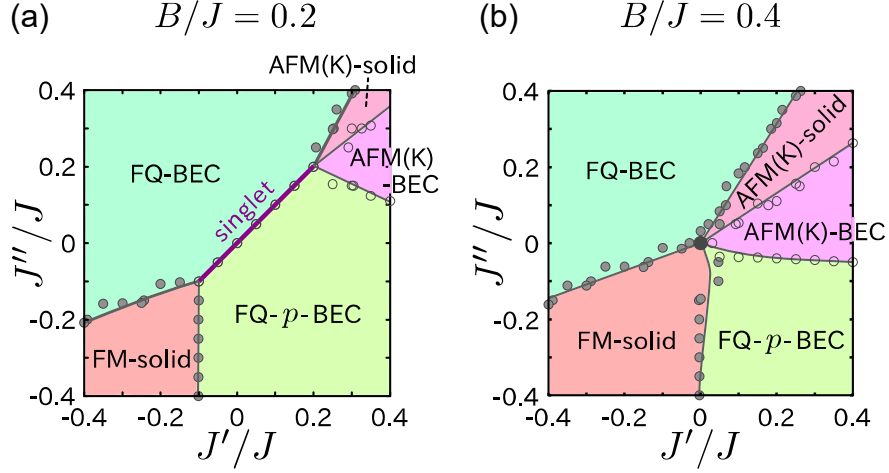 (a) B/J = 0.2
AFM(K)-solid
FQ-BEC
AFM(K)
-BEC
singlet
FQ-p-BEC
FM-solid
0.4
0.2
0
-0.2
-0.4
-0.4 -0.2 0 0.2 0.4
J''/J
J'/J
(b) B/J = 0.4
FQ-BEC
AFM(K)-solid
AFM(K)-BEC
FM-solid
FQ-p-BEC
0.4
0.2
0
-0.2
-0.4
-0.4 -0.2 0 0.2 0.4
J''/J
J'/J